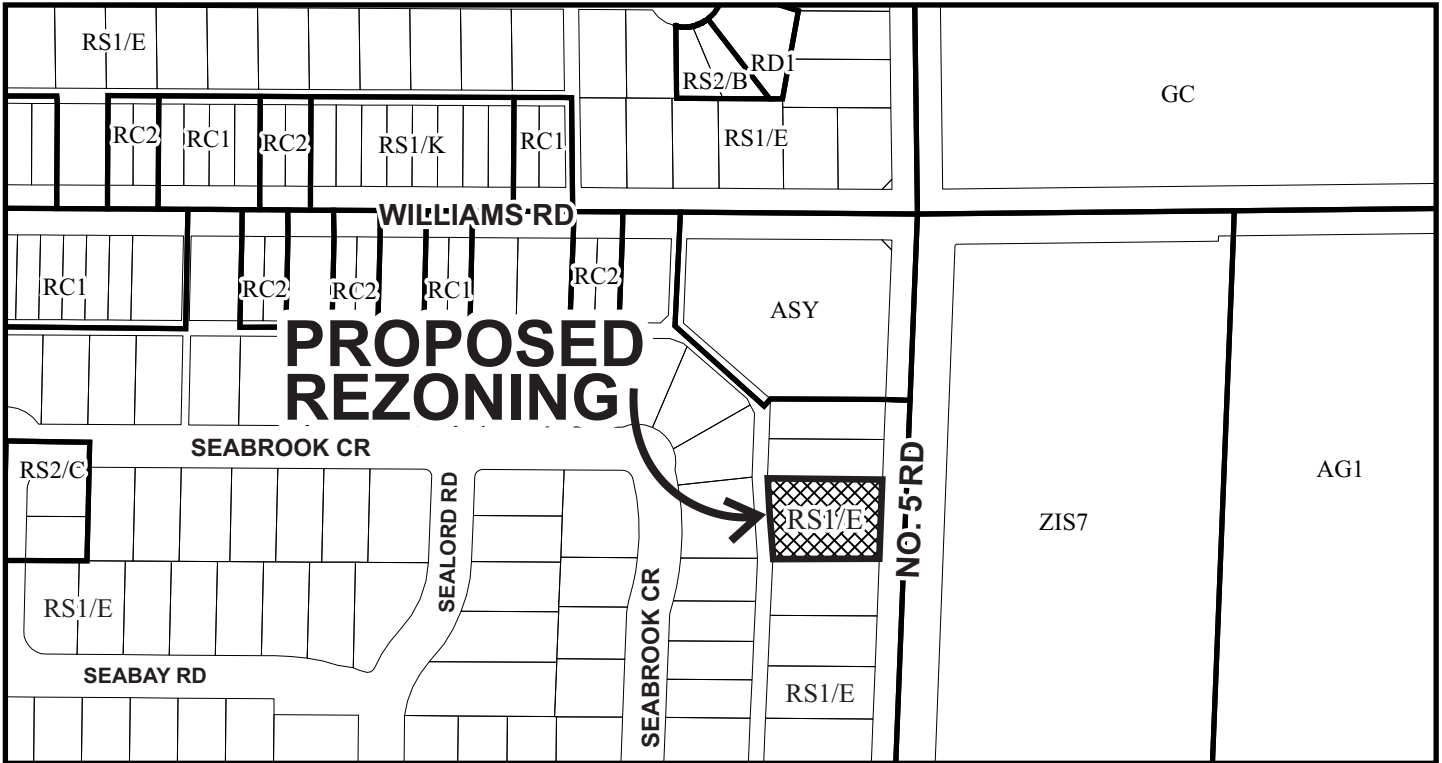 RS1/E
RS2/B
RD1
GC
RC2
RC1
RC2
RS1/K
RC1
RS1/E
WILLIAMS RD
RC1
RC2
RC2
RC1
RC2
ASY
PROPOSED
REZONING
SEABROOK CR
RS2/C
SEALORD RD
RS1/E
NO. 5 RD
ZIS7
AG1
RS1/E
SEABROOK CR
SEABAY RD
RS1/E